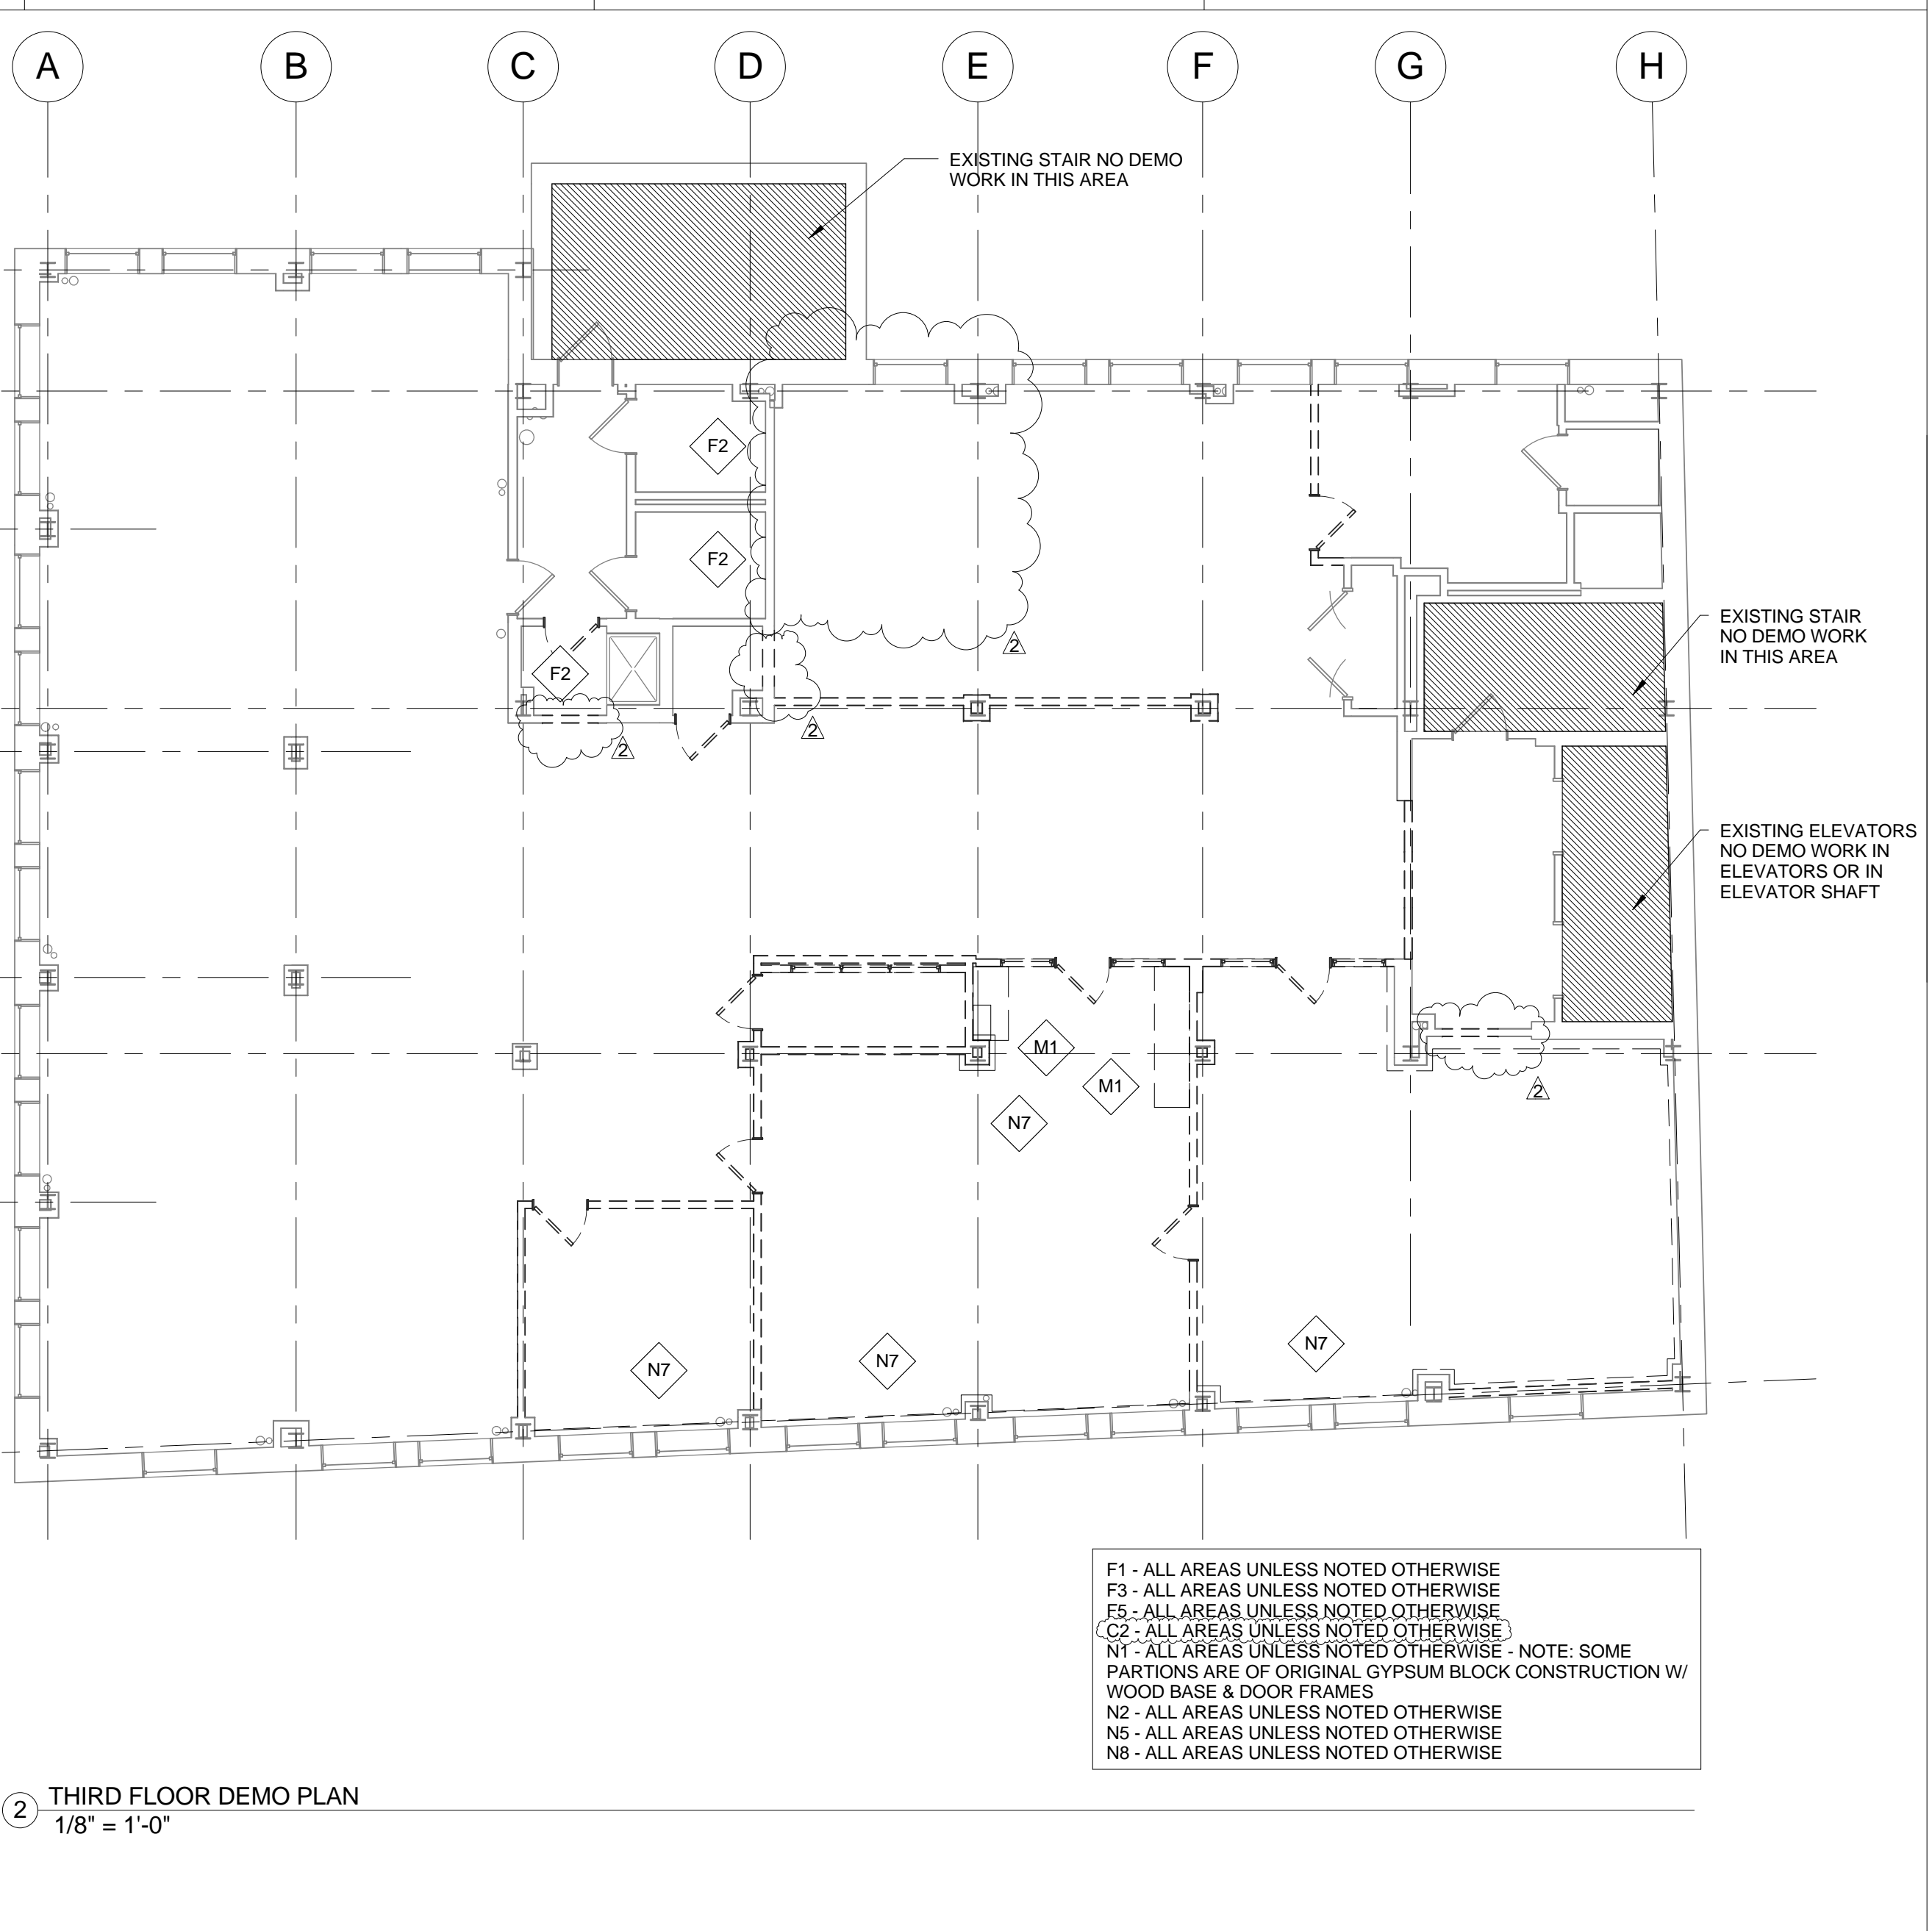 A
B
C
D
E
F
G
H
EXISTING STAIR NO DEMO
WORK IN THIS AREA
F2
F2
2
EXISTING STAIR
NO DEMO WORK
IN THIS AREA
F2
2
2
EXISTING ELEVATORS
NO DEMO WORK IN
ELEVATORS OR IN
ELEVATOR SHAFT
M1
M1
2
N7
N7
N7
N7
F1 - ALL AREAS UNLESS NOTED OTHERWISE
F3 - ALL AREAS UNLESS NOTED OTHERWISE
F5 - ALL AREAS UNLESS NOTED OTHERWISE
C2 - ALL AREAS UNLESS NOTED OTHERWISE
N1 - ALL AREAS UNLESS NOTED OTHERWISE - NOTE: SOME
PARTIONS ARE OF ORIGINAL GYPSUM BLOCK CONSTRUCTION W/
WOOD BASE & DOOR FRAMES
N2 - ALL AREAS UNLESS NOTED OTHERWISE
N5 - ALL AREAS UNLESS NOTED OTHERWISE
N8 - ALL AREAS UNLESS NOTED OTHERWISE
2
THIRD FLOOR DEMO PLAN
1/8" = 1'-0"